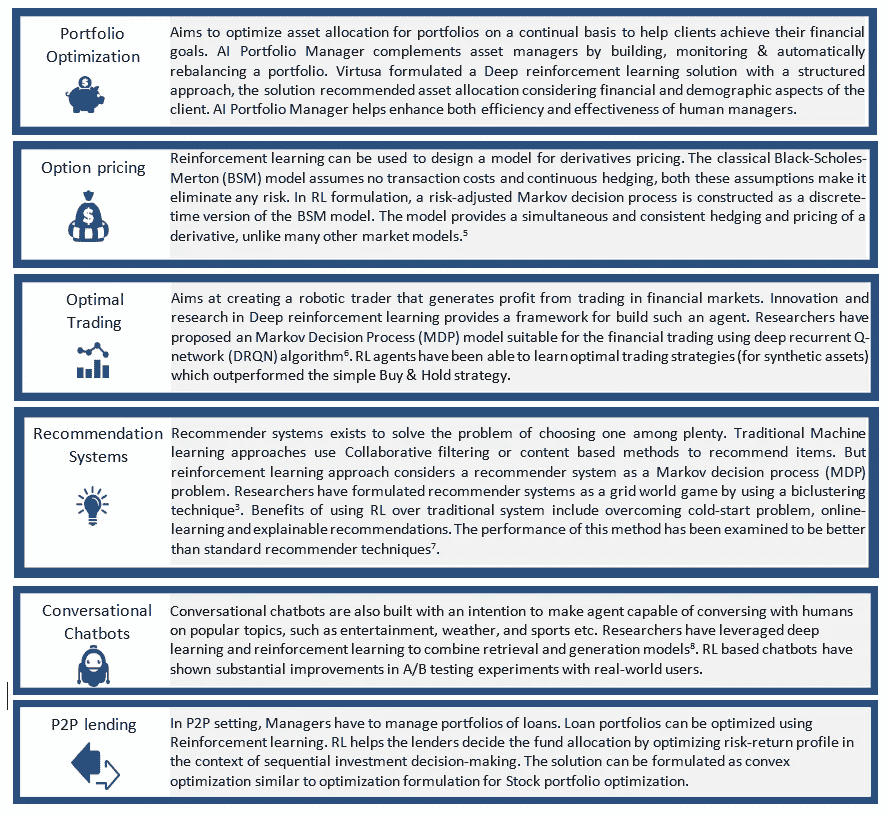 Portfolio
Optimization
Aims to optimize asset allocation for portfolios on a continual basis to help clients achieve their financial
goals. AI Portfolio Manager complements asset managers by building, monitoring & automatically
rebalancing a portfolio. Virtusa formulated a Deep reinforcement learning solution with a structured
approach, the solution recommended asset allocation considering financial and demographic aspects of the
client. AI Portfolio Manager helps enhance both efficiency and effectiveness of human managers.
Option pricing
Reinforcement learning can be used to design a model for derivatives pricing. The classical Black-Scholes-
Merton (BSM) model assumes no transaction costs and continuous hedging, both these assumptions make it
eliminate any risk. In RL formulation, a risk-adjusted Markov decision process is constructed as a discrete-
time version of the BSM model. The model provides a simultaneous and consistent hedging and pricing of a
derivative, unlike many other market models.⁵
Optimal
Trading
Aims at creating a robotic trader that generates profit from trading in financial markets. Innovation and
research in Deep reinforcement learning provides a framework for build such an agent. Researchers have
proposed an Markov Decision Process (MDP) model suitable for the financial trading using deep recurrent Q-
network (DRQN) algorithm⁶. RL agents have been able to learn optimal trading strategies (for synthetic assets)
which outperformed the simple Buy & Hold strategy.
Recommendation
Systems
Recommender systems exists to solve the problem of choosing one among plenty. Traditional Machine
learning approaches use Collaborative filtering or content based methods to recommend items. But
reinforcement learning approach considers a recommender system as a Markov decision process (MDP)
problem. Researchers have formulated recommender systems as a grid world game by using a biclustering
technique³. Benefits of using RL over traditional system include overcoming cold-start problem, online-
learning and explainable recommendations. The performance of this method has been examined to be better
than standard recommender techniques⁷.
Conversational
Chatbots
Conversational chatbots are also built with an intention to make agent capable of conversing with humans
on popular topics, such as entertainment, weather, and sports etc. Researchers have leveraged deep
learning and reinforcement learning to combine retrieval and generation models⁸. RL based chatbots have
shown substantial improvements in A/B testing experiments with real-world users.
P2P lending
In P2P setting, Managers have to manage portfolios of loans. Loan portfolios can be optimized using
Reinforcement learning. RL helps the lenders decide the fund allocation by optimizing risk-return profile in
the context of sequential investment decision-making. The solution can be formulated as convex
optimization similar to optimization formulation for Stock portfolio optimization.